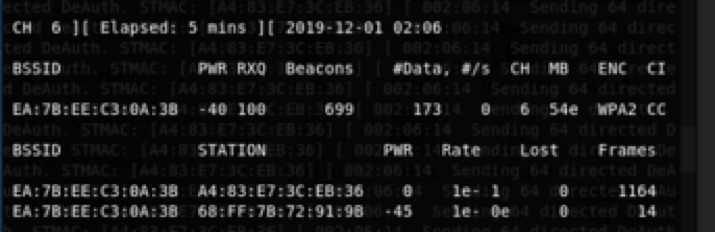 CH 6 ][ Elapsed: 5 mins ][ 2019-12-01 02:06
BSSID PWR RXQ Beacons #Data, #/s CH MB ENC CI
EA:7B:EE:C3:0A:3B -40 100 699 173 0 6 54e WPA2 CC
BSSID STATION PWR Rate Lost Frames
EA:7B:EE:C3:0A:3B A4:83:E7:3C:EB:36 0 1e- 1 0 1164
EA:7B:EE:C3:0A:3B 68:FF:7B:72:91:9B -45 1e- 0e 0 14